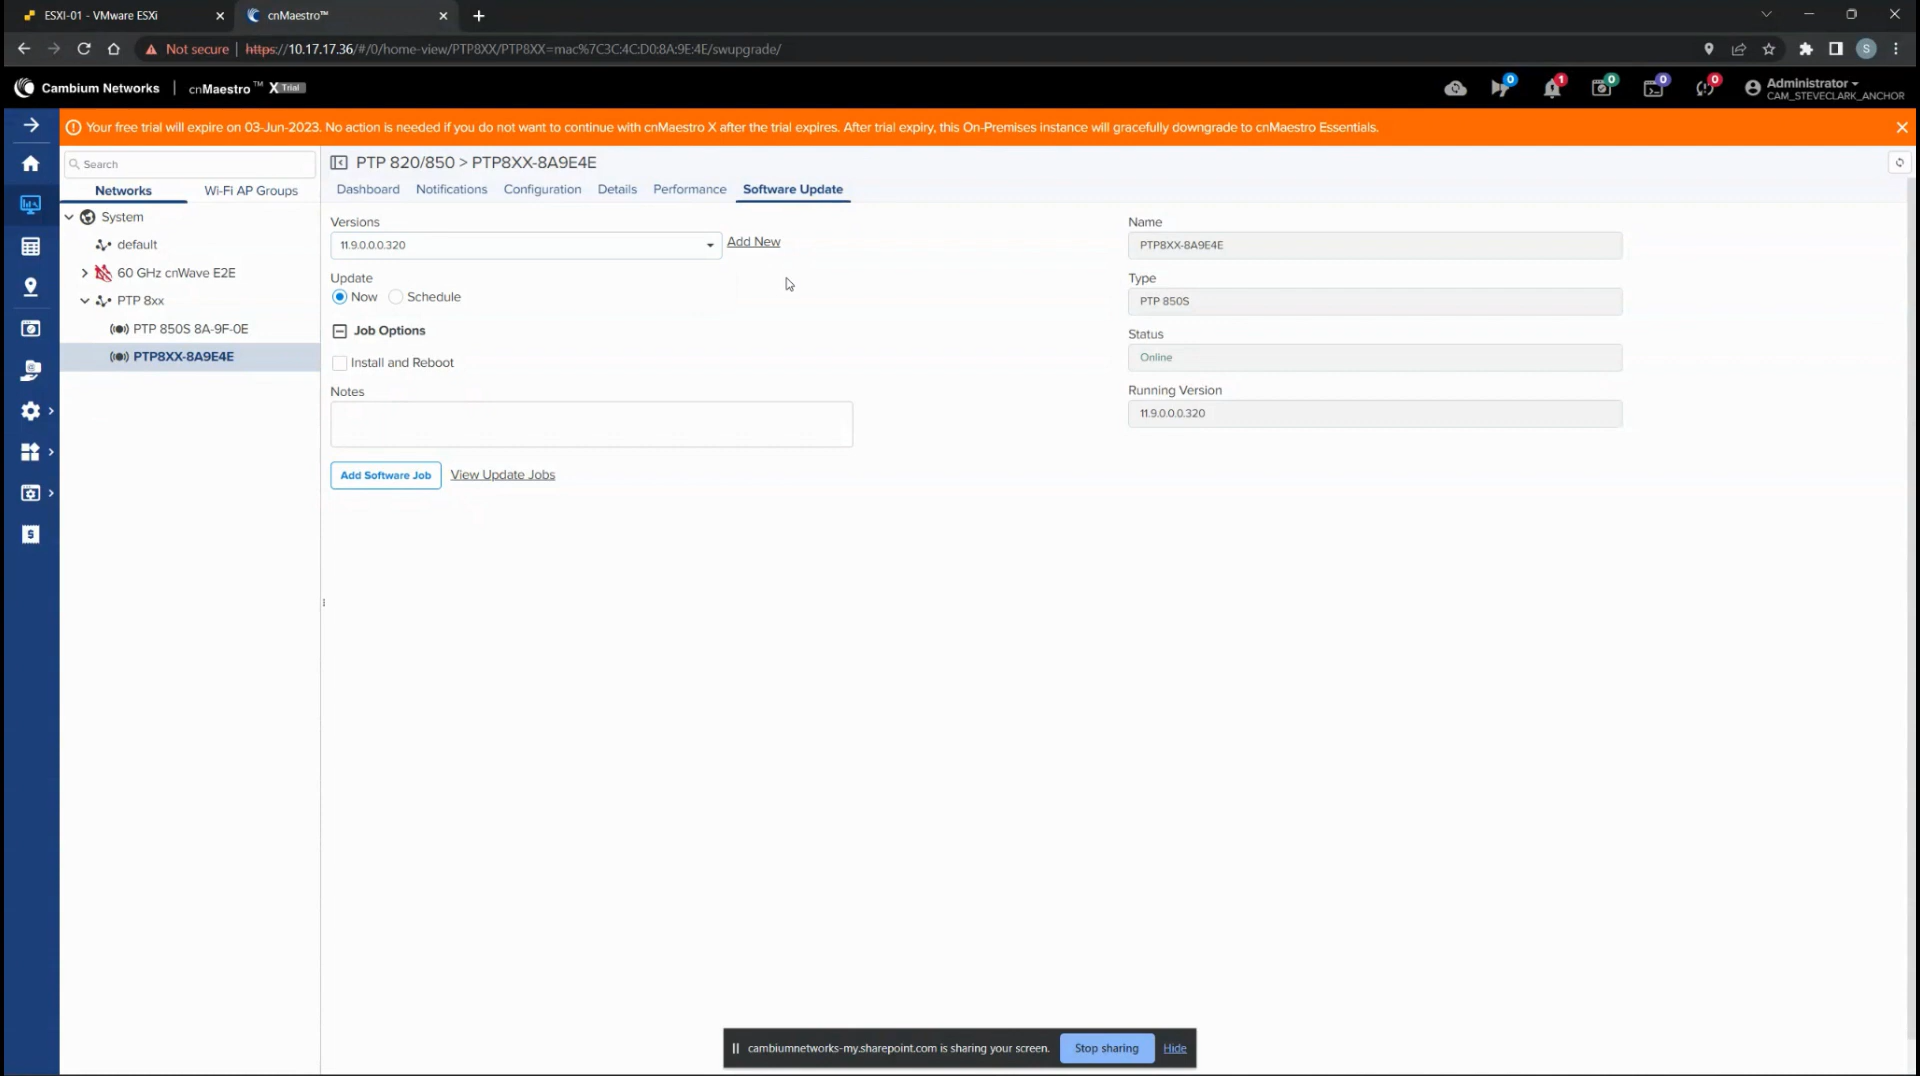 ESXI-01 - VMware ESXi
cnMaestro™
Not secure | https://10.17.17.36/#/0/home-view/PTP8XX/PTP8XX=mac%7C3C:4C:D0:8A:9E:4E/swupgrade/
S
Cambium Networks | cnMaestro™ X Trial
0 1 0 0 0
Administrator
CAM_STEVECLARK_ANCHOR
Your free trial will expire on 03-Jun-2023. No action is needed if you do not want to continue with cnMaestro X after the trial expires. After trial expiry, this On-Premises instance will gracefully downgrade to cnMaestro Essentials.
Search
PTP 820/850 > PTP8XX-8A9E4E
Networks Wi-Fi AP Groups
Dashboard Notifications Configuration Details Performance Software Update
System
default
60 GHz cnWave E2E
PTP 8xx
PTP 850S 8A-9F-0E
PTP8XX-8A9E4E
Versions
11.9.0.0.0.320
Add New
Update
Now Schedule
Job Options
Install and Reboot
Notes
Add Software Job View Update Jobs
Name
PTP8XX-8A9E4E
Type
PTP 850S
Status
Online
Running Version
11.9.0.0.0.320
cambiumnetworks-my.sharepoint.com is sharing your screen. Stop sharing Hide